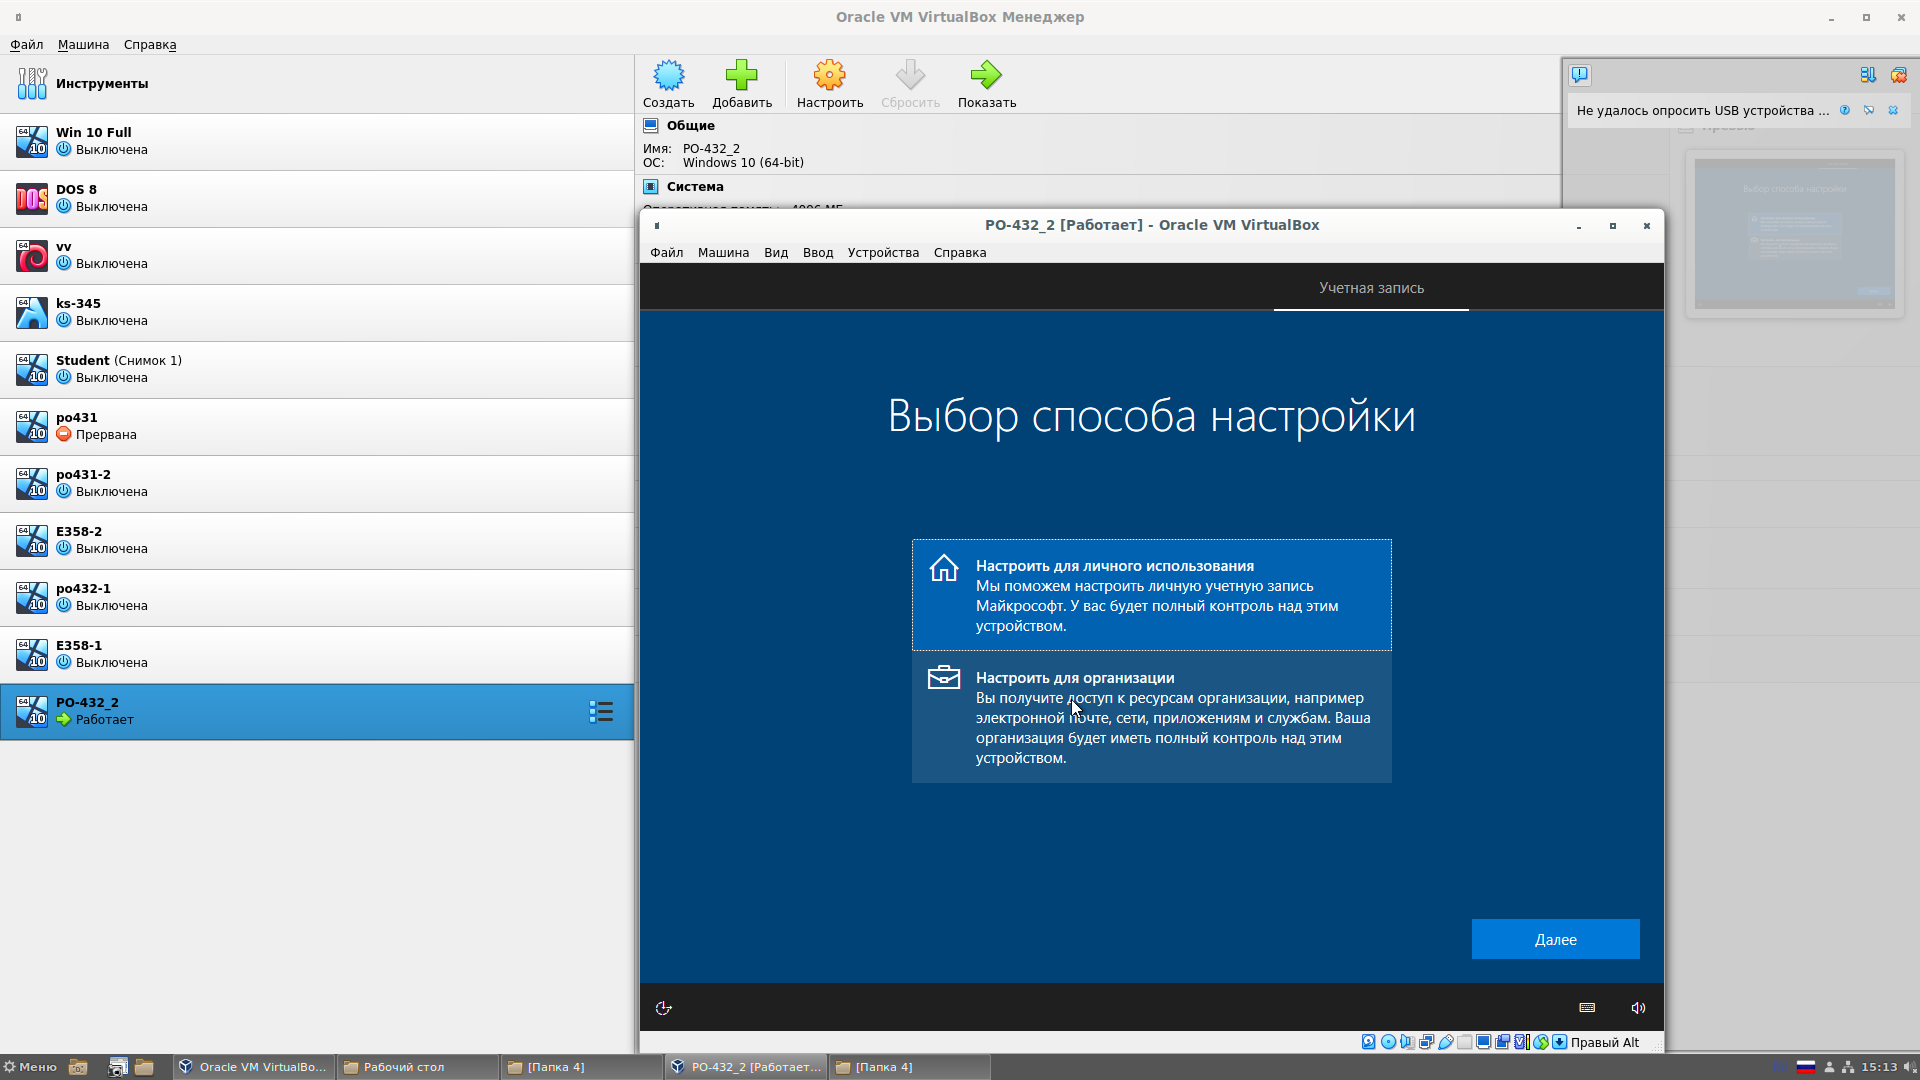 Oracle VM VirtualBox Менеджер
Файл Машина Справка
Инструменты
Win 10 Full
Выключена
DOS 8
Выключена
vv
Выключена
ks-345
Выключена
Student (Снимок 1)
Выключена
po431
Прервана
po431-2
Выключена
E358-2
Выключена
po432-1
Выключена
E358-1
Выключена
PO-432_2
Работает
Создать Добавить Настроить Сбросить Показать
Общие
Имя: PO-432_2
ОС: Windows 10 (64-bit)
Система
Не удалось опросить USB устройства ...
Выбор способа настройки
PO-432_2 [Работает] - Oracle VM VirtualBox
Файл Машина Вид Ввод Устройства Справка
Учетная запись
Выбор способа настройки
Настроить для личного использования
Мы поможем настроить личную учетную запись
Майкрософт. У вас будет полный контроль над этим
устройством.
Настроить для организации
Вы получите доступ к ресурсам организации, например
электронной почте, сети, приложениям и службам. Ваша
организация будет иметь полный контроль над этим
устройством.
Далее
Правый Alt
Меню
Oracle VM VirtualBo...
Рабочий стол
[Папка 4]
PO-432_2 [Работает...
[Папка 4]
15:13